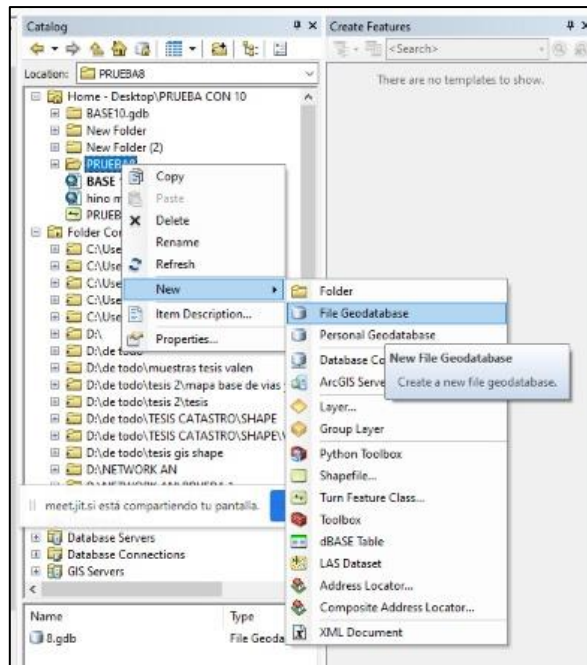 Catalog
Create Features
<Search>
Location: PRUEBA8
There are no templates to show.
Home - Desktop\PRUEBA CON 10
BASE10.gdb
New Folder
New Folder (2)
PRUEBA8
BASE
hino
PRUEB
Folder Con
C:\Use
C:\Use
C:\Use
C:\Use
C:\Use
D:\
D:\de todo
D:\de todo\muestras tesis valen
D:\de todo\tesis 2\mapa base de vias
D:\de todo\tesis 2\tesis
D:\de todo\TESIS CATASTRO\SHAPE
D:\de todo\TESIS CATASTRO\SHAPE\
D:\de todo\tesis gis shape
D:\NETWORK AN
meet.jit.si está compartiendo tu pantalla.
Database Servers
Database Connections
GIS Servers
Name Type
8.gdb File Geoda
Copy
Paste
Delete
Rename
Refresh
New
Item Description...
Properties...
Folder
File Geodatabase
Personal Geodatabase
Database Co
ArcGIS Serve
Layer...
Group Layer
Python Toolbox
Shapefile...
Turn Feature Class...
Toolbox
dBASE Table
LAS Dataset
Address Locator...
Composite Address Locator...
XML Document
New File Geodatabase
Create a new file geodatabase.